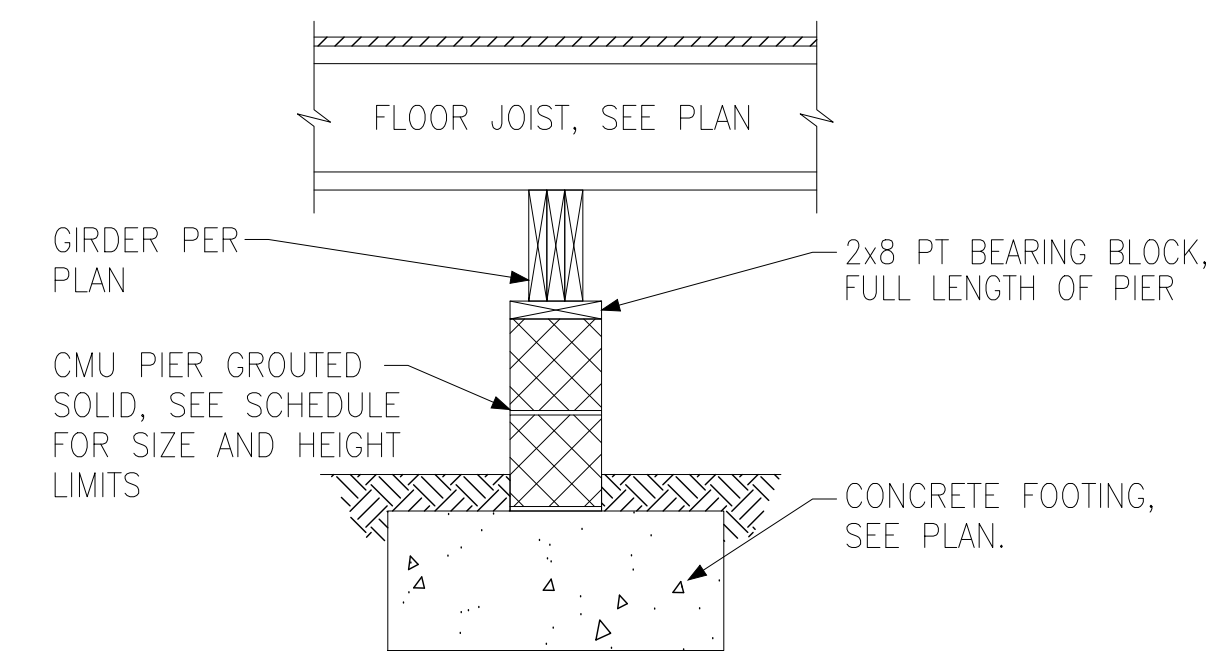 FLOOR JOIST, SEE PLAN
GIRDER PER
PLAN
2x8 PT BEARING BLOCK,
FULL LENGTH OF PIER
CMU PIER GROUTED
SOLID, SEE SCHEDULE
FOR SIZE AND HEIGHT
LIMITS
CONCRETE FOOTING,
SEE PLAN.